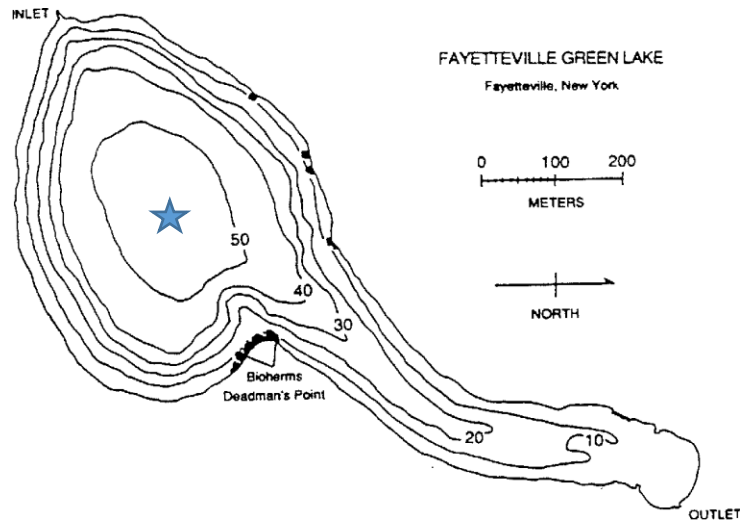 INLET
FAYETTEVILLE GREEN LAKE
Fayetteville, New York
0 100 200
METERS
50
40
30
NORTH
Bioherms
Deadman's Point
20
10
OUTLET